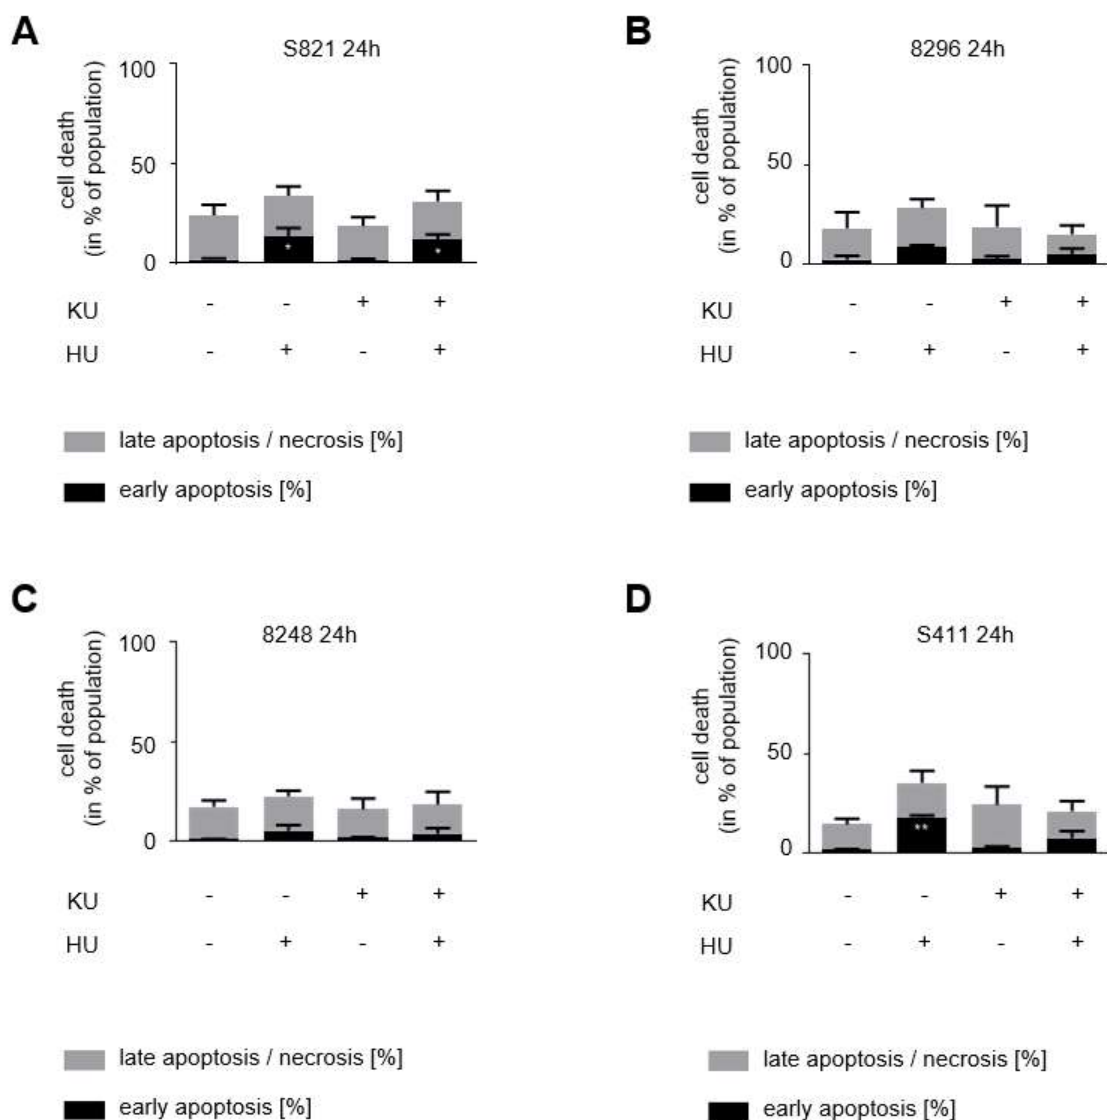 A
S821 24h
cell death
(in % of population)
100
50
0
*
*
KU - - + +
HU - + - +
late apoptosis / necrosis [%]
early apoptosis [%]
B
8296 24h
cell death
(in % of population)
100
50
0
KU - - + +
HU - + - +
late apoptosis / necrosis [%]
early apoptosis [%]
C
8248 24h
cell death
(in % of population)
100
50
0
KU - - + +
HU - + - +
late apoptosis / necrosis [%]
early apoptosis [%]
D
S411 24h
cell death
(in % of population)
100
50
0
**
KU - - + +
HU - + - +
late apoptosis / necrosis [%]
early apoptosis [%]